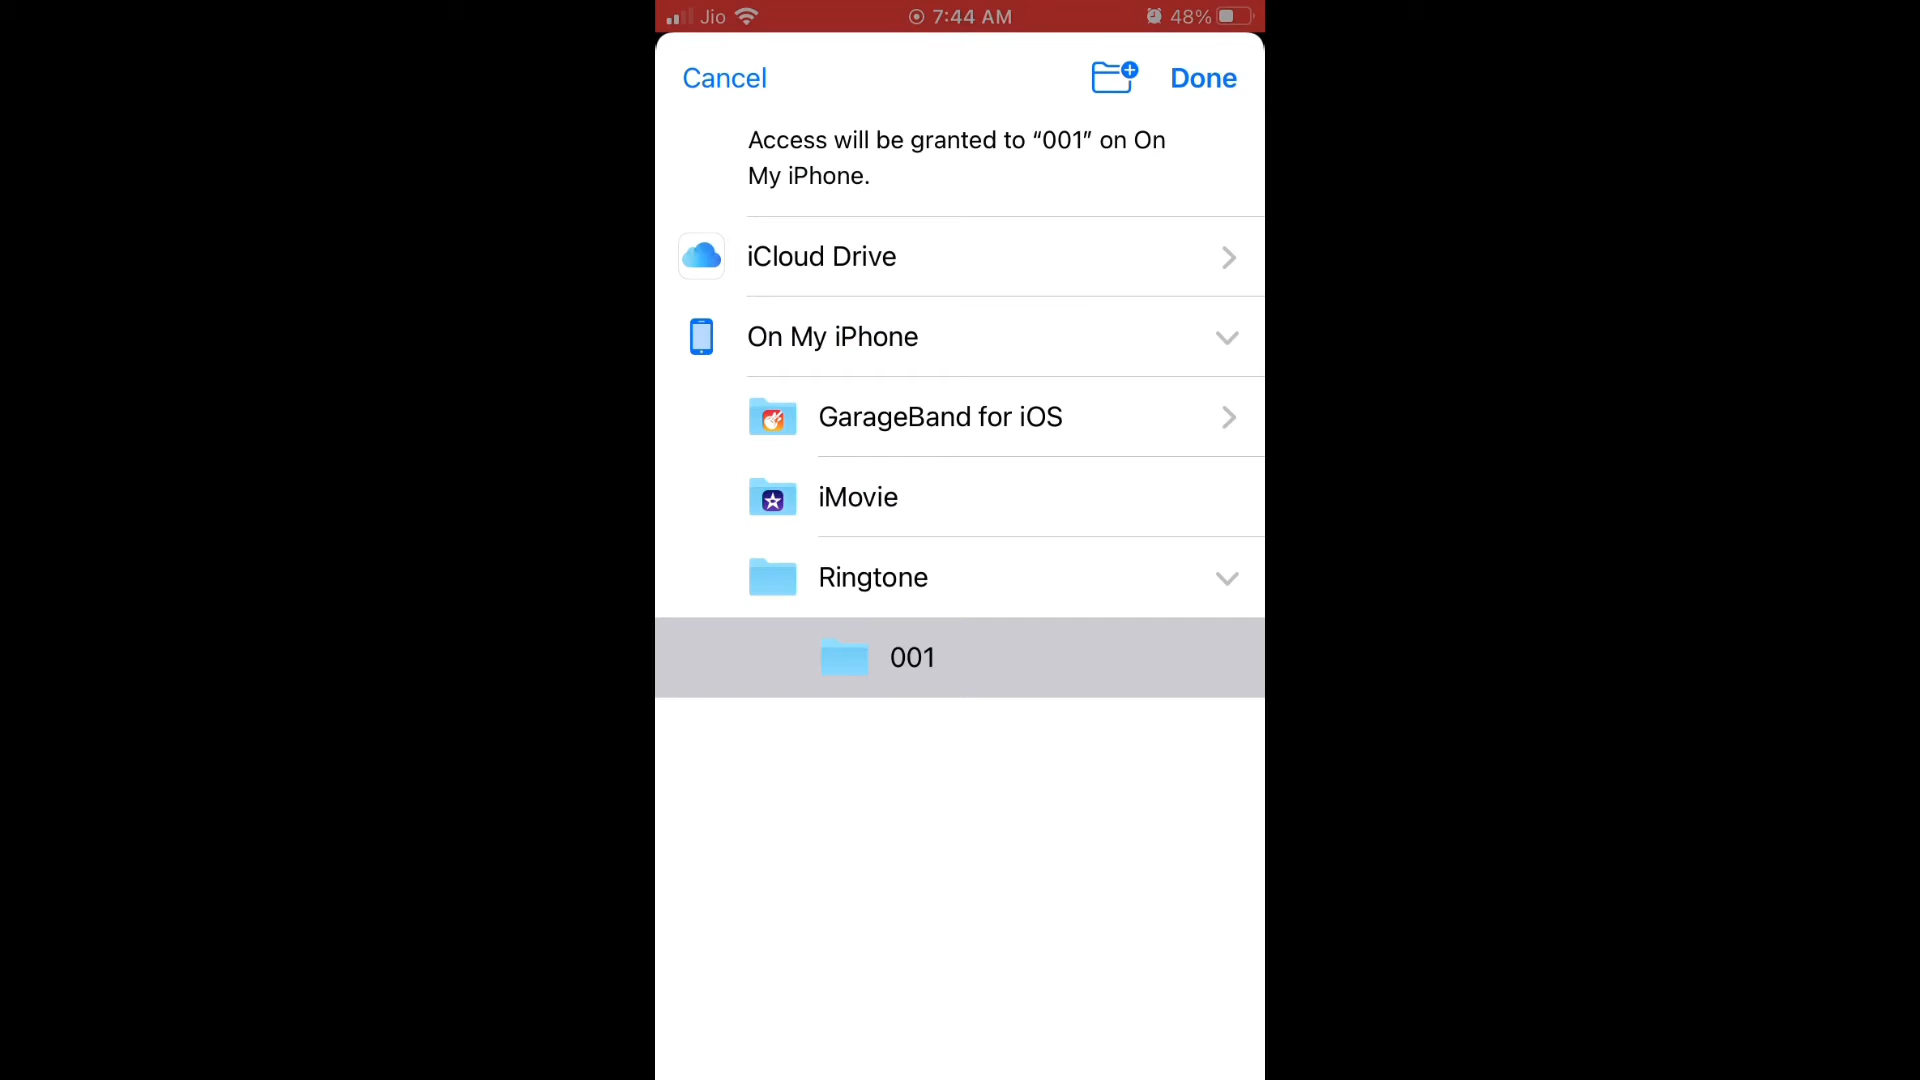 Jio 7:44 AM 48%
Cancel Done
Access will be granted to “001” on On
My iPhone.
iCloud Drive
On My iPhone
GarageBand for iOS
iMovie
Ringtone
001